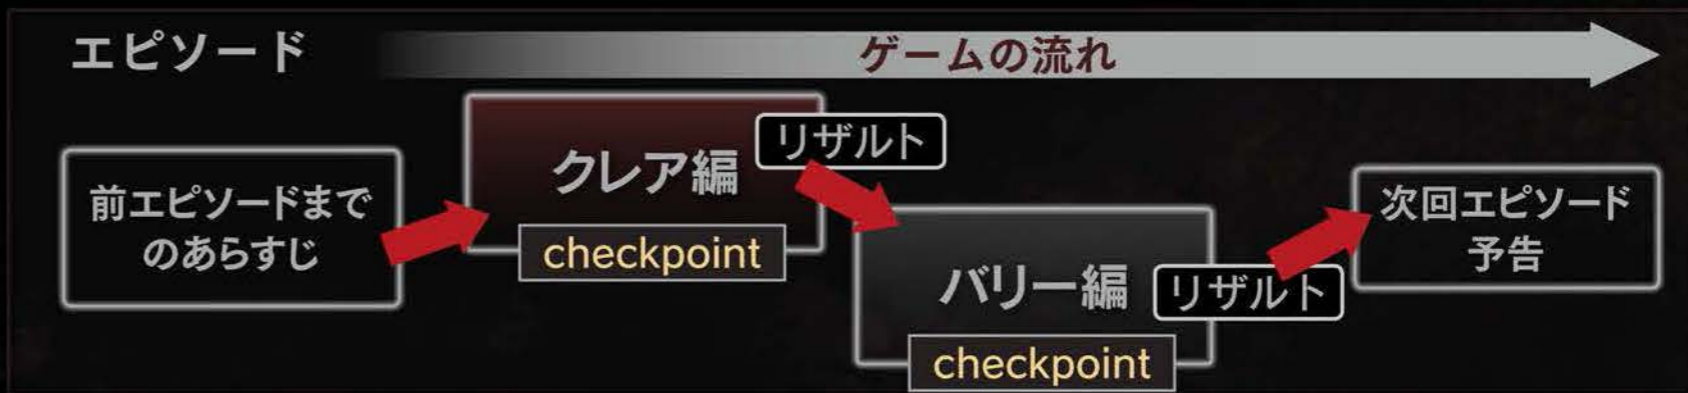 エピソード
ゲームの流れ
前エピソードまで
のあらすじ
クレア編
リザルト
checkpoint
バリー編
リザルト
checkpoint
次回エピソード
予告